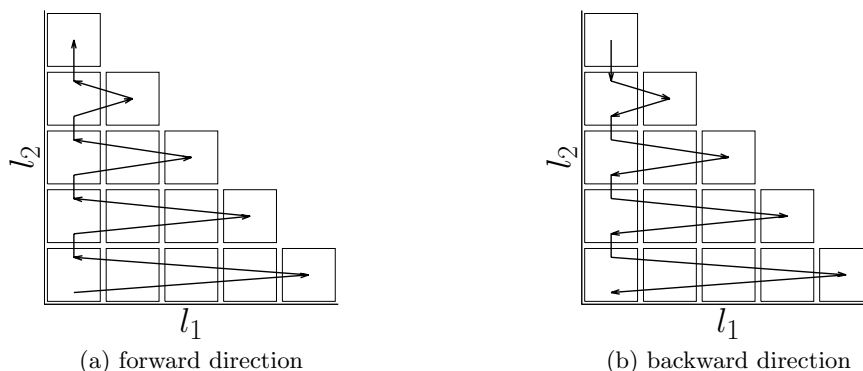 l₂
l₁
(a) forward direction
l₂
l₁
(b) backward direction